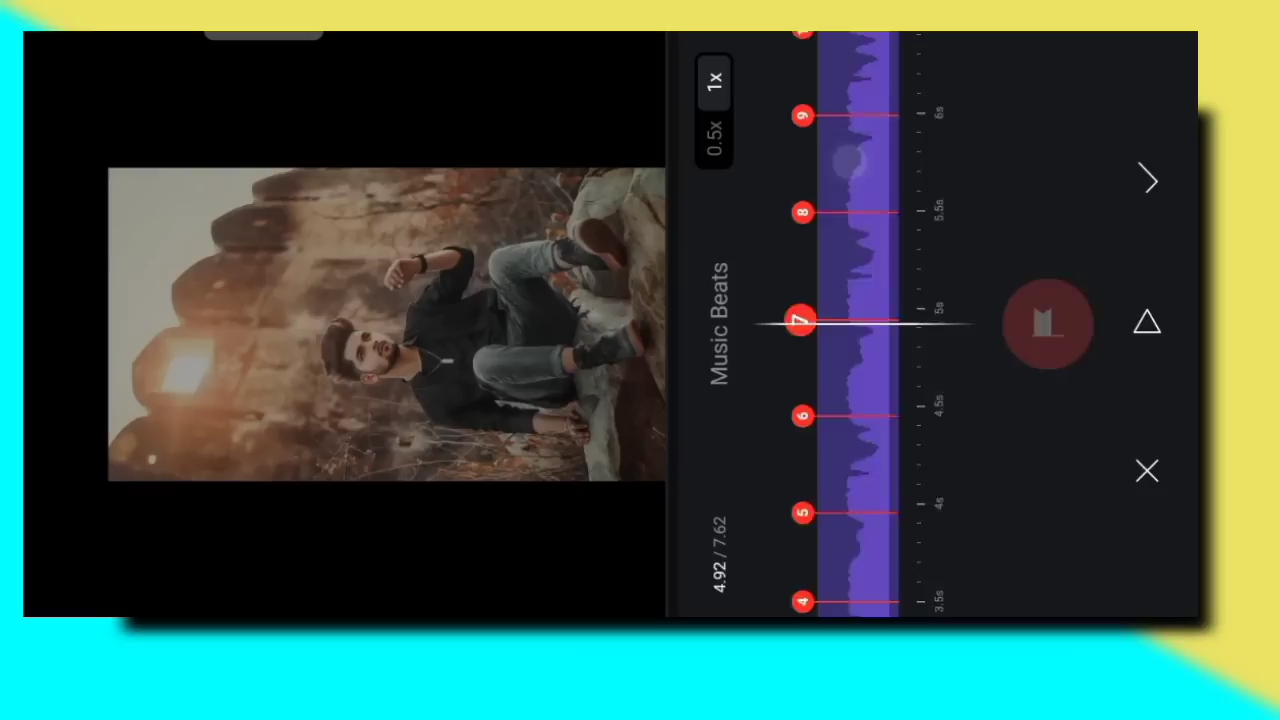 4.92 / 7.62
Music Beats
0.5x
1x
4
5
6
7
8
9
3.5s
4s
4.5s
5s
5.5s
6s